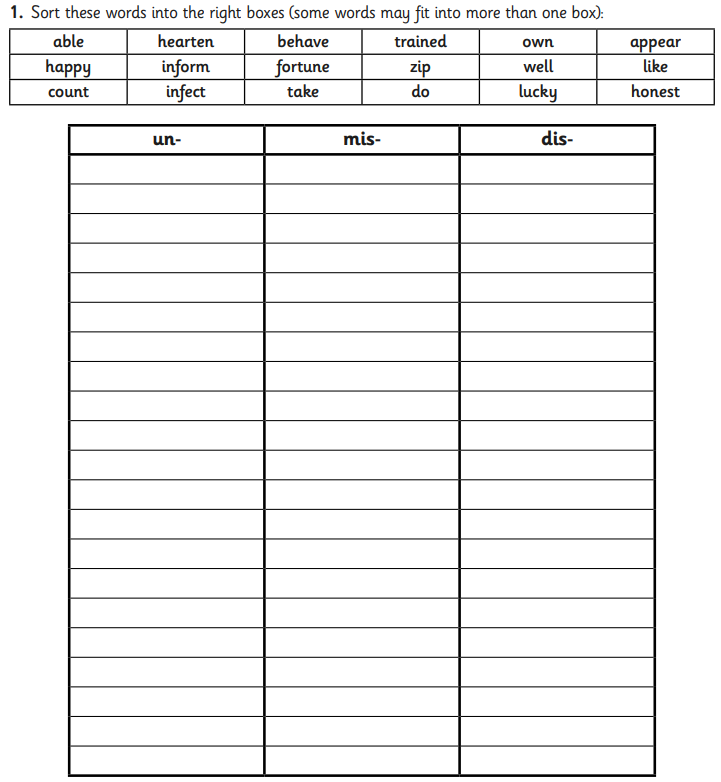 1. Sort these words into the right boxes (some words may fit into more than one box):
able hearten behave trained own appear
happy inform fortune zip well like
count infect take do lucky honest
un- mis- dis-